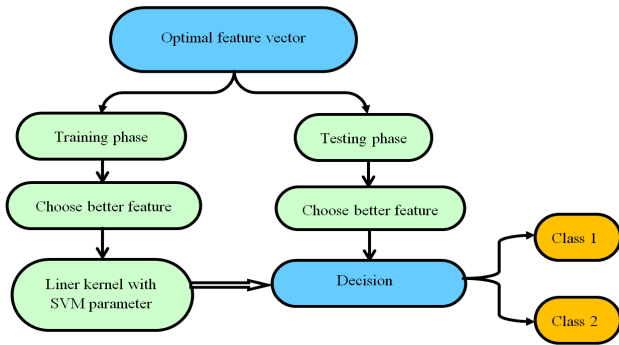 Optimal feature vector
Training phase
Testing phase
Choose better feature
Choose better feature
Class 1
Liner kernel with
SVM parameter
Decision
Class 2